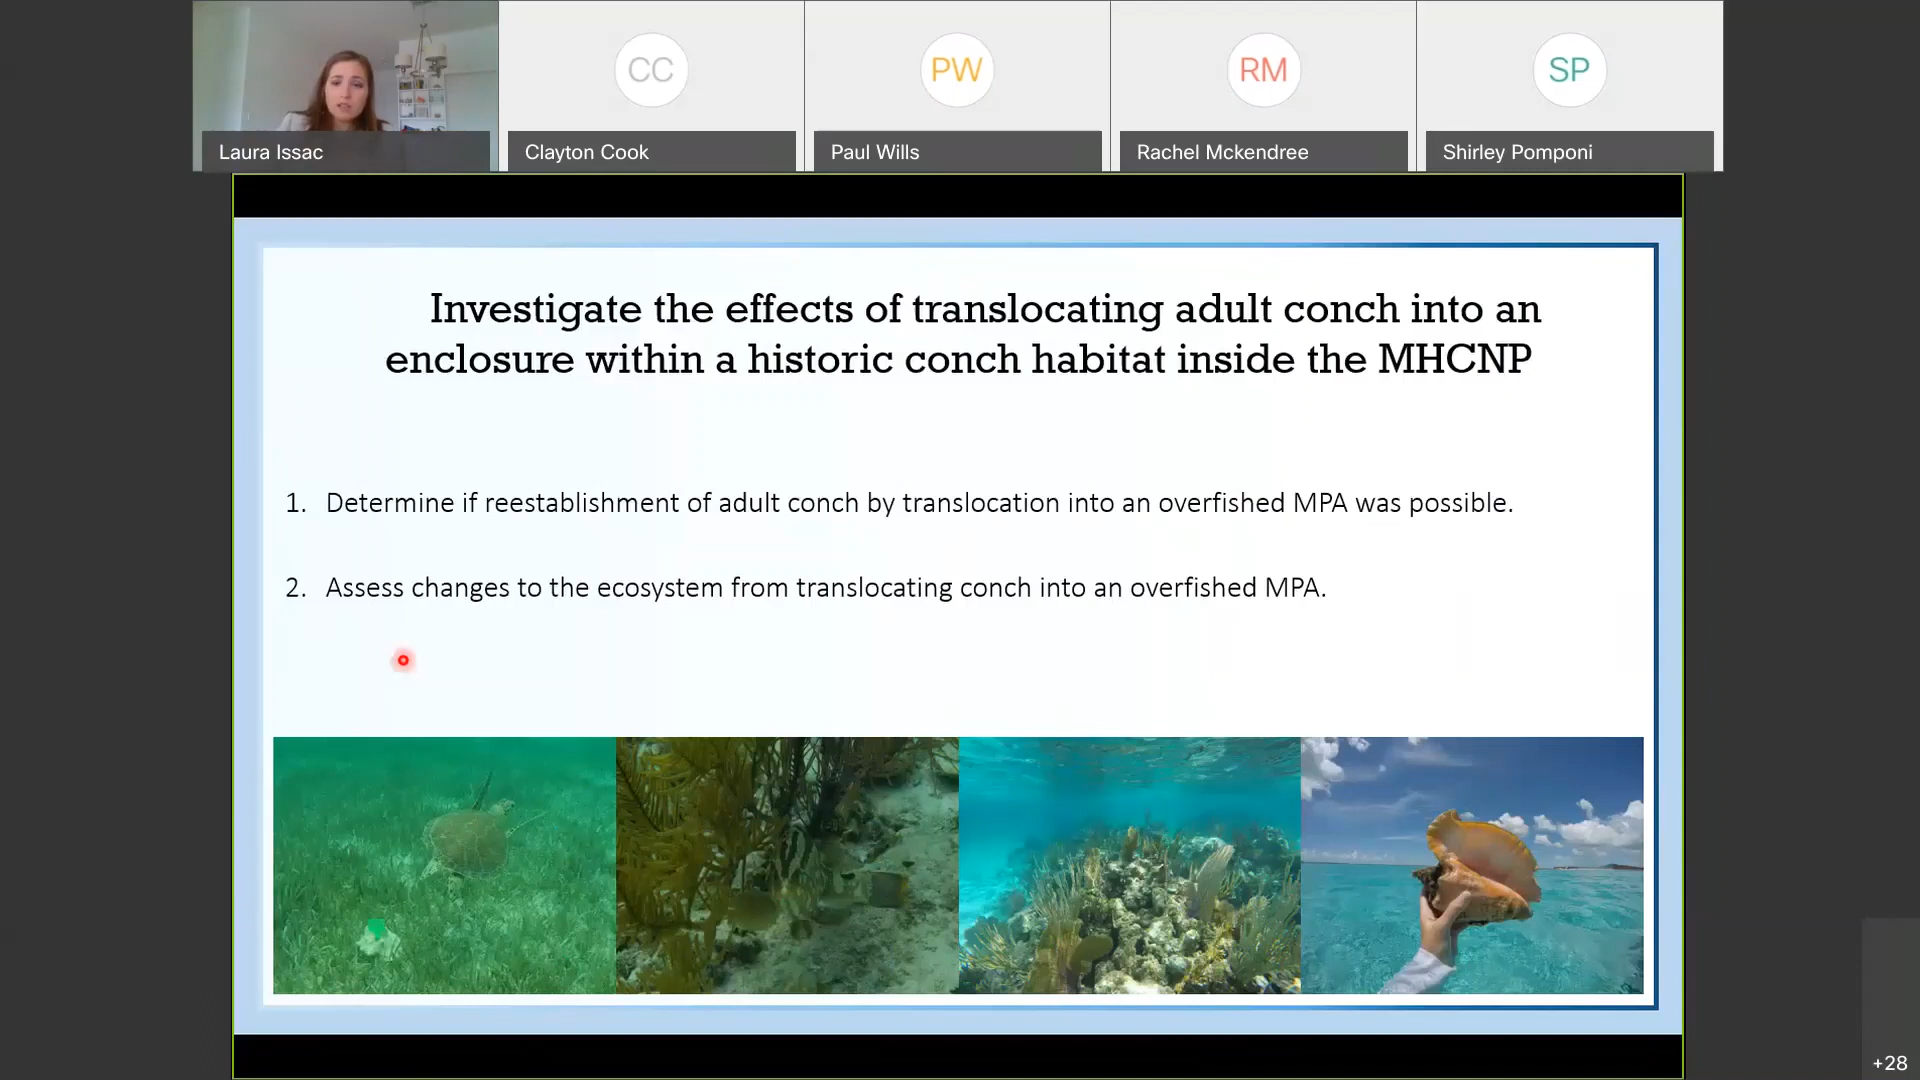 CC
PW
RM
SP
Laura Issac
Clayton Cook
Paul Wills
Rachel Mckendree
Shirley Pomponi
Investigate the effects of translocating adult conch into an
enclosure within a historic conch habitat inside the MHCNP
1. Determine if reestablishment of adult conch by translocation into an overfished MPA was possible.
2. Assess changes to the ecosystem from translocating conch into an overfished MPA.
+28